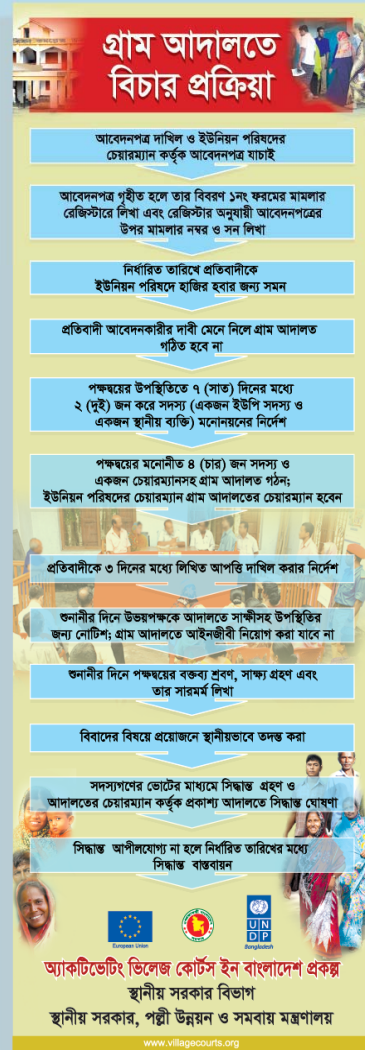 গ্রাম আদালতে
বিচার প্রক্রিয়া
আবেদনপত্র দাখিল ও ইউনিয়ন পরিষদের
চেয়ারম্যান কর্তৃক আবেদনপত্র যাচাই
আবেদনপত্র গৃহীত হলে তার বিবরণ ১নং ফরমের মামলার
রেজিস্টারে লিখা এবং রেজিস্টার অনুযায়ী আবেদনপত্রের
উপর মামলার নম্বর ও সন লিখা
নির্ধারিত তারিখে প্রতিবাদীকে
ইউনিয়ন পরিষদে হাজির হবার জন্য সমন
প্রতিবাদী আবেদনকারীর দাবী মেনে নিলে গ্রাম আদালত
গঠিত হবে না
পক্ষদ্বয়ের উপস্থিতিতে ৭ (সাত) দিনের মধ্যে
২ (দুই) জন করে সদস্য (একজন ইউপি সদস্য ও
একজন স্থানীয় ব্যক্তি) মনোনয়নের নির্দেশ
পক্ষদ্বয়ের মনোনীত ৪ (চার) জন সদস্য ও
একজন চেয়ারম্যানসহ গ্রাম আদালত গঠন;
ইউনিয়ন পরিষদের চেয়ারম্যান গ্রাম আদালতের চেয়ারম্যান হবেন
প্রতিবাদীকে ৩ দিনের মধ্যে লিখিত আপত্তি দাখিল করার নির্দেশ
শুনানীর দিনে উভয়পক্ষকে আদালতে সাক্ষীসহ উপস্থিতির
জন্য নোটিশ; গ্রাম আদালতে আইনজীবী নিয়োগ করা যাবে না
শুনানীর দিনে পক্ষদ্বয়ের বক্তব্য শ্রবণ, সাক্ষ্য গ্রহণ এবং
তার সারমর্ম লিখা
বিবাদের বিষয়ে প্রয়োজনে স্থানীয়ভাবে তদন্ত করা
সদস্যগণের ভোটের মাধ্যমে সিদ্ধান্ত গ্রহণ ও
আদালতের চেয়ারম্যান কর্তৃক প্রকাশ্য আদালতে সিদ্ধান্ত ঘোষণা
সিদ্ধান্ত আপীলযোগ্য না হলে নির্ধারিত তারিখের মধ্যে
সিদ্ধান্ত বাস্তবায়ন
European Union
UN
DP
Bangladesh
অ্যাকটিভেটিং ভিলেজ কোর্টস ইন বাংলাদেশ প্রকল্প
স্থানীয় সরকার বিভাগ
স্থানীয় সরকার, পল্লী উন্নয়ন ও সমবায় মন্ত্রণালয়
www.villagecourts.org